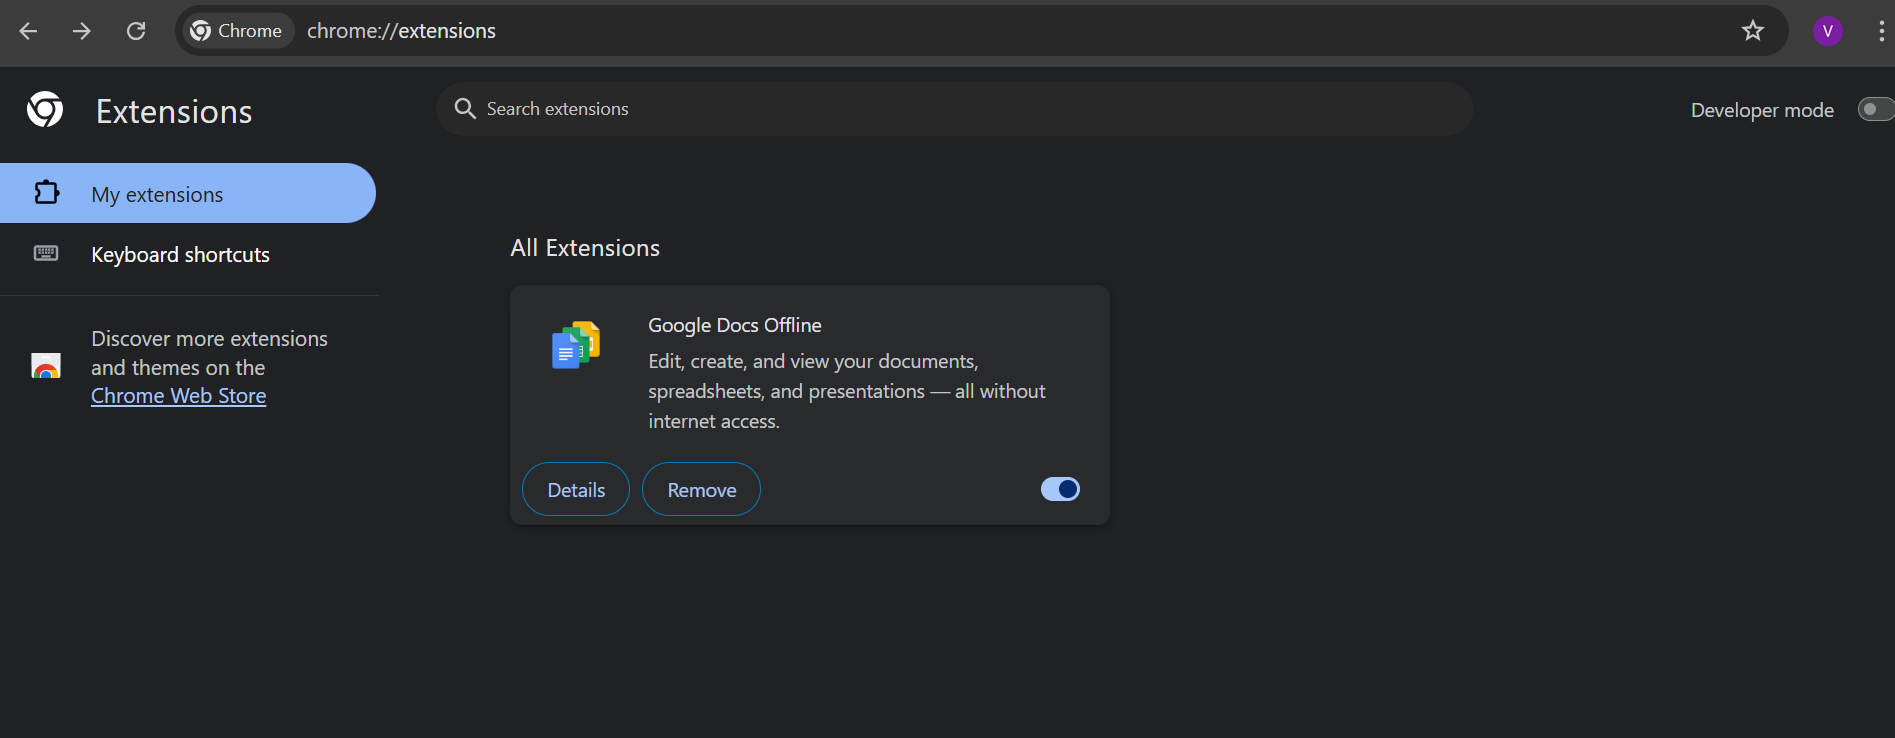 Chrome
chrome://extensions
V
Extensions
Search extensions
Developer mode
My extensions
Keyboard shortcuts
Discover more extensions
and themes on the
Chrome Web Store
All Extensions
Google Docs Offline
Edit, create, and view your documents,
spreadsheets, and presentations — all without
internet access.
Details
Remove